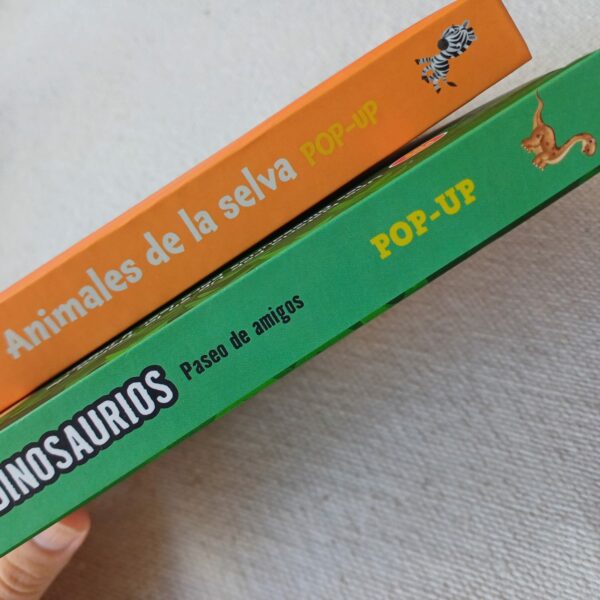 Animales de la selva POP-UP
DINOSAURIOS Paseo de amigos POP-UP